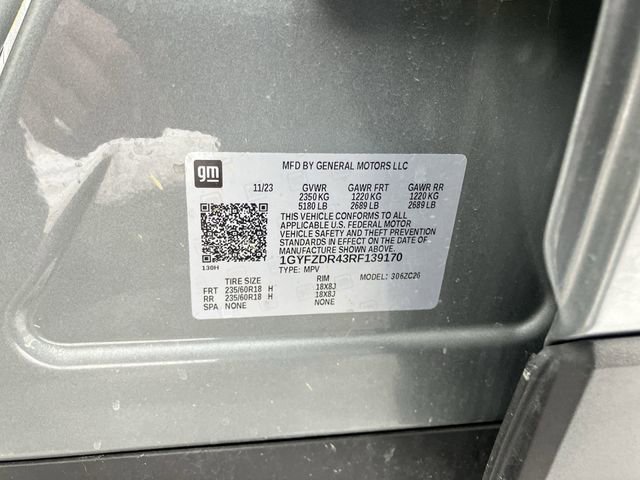 gm
MFD BY GENERAL MOTORS LLC
11/23 GVWR GAWR FRT GAWR RR
2350 KG 1220 KG 1220 KG
5180 LB 2689 LB 2689 LB
THIS VEHICLE CONFORMS TO ALL
APPLICABLE U.S. FEDERAL MOTOR
VEHICLE SAFETY AND THEFT PREVENTION
STANDARDS IN EFFECT ON THE DATE OF
MANUFACTURE SHOWN ABOVE.
1GYFZDR43RF139170
130H TYPE: MPV MODEL: 306ZC26
TIRE SIZE RIM
FRT 235/60R18 H 18X8J
RR 235/60R18 H 18X8J
SPA NONE NONE